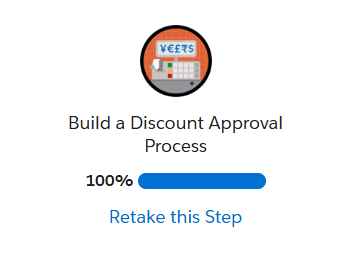 ¥€£₹$
Build a Discount Approval
Process
100%
Retake this Step